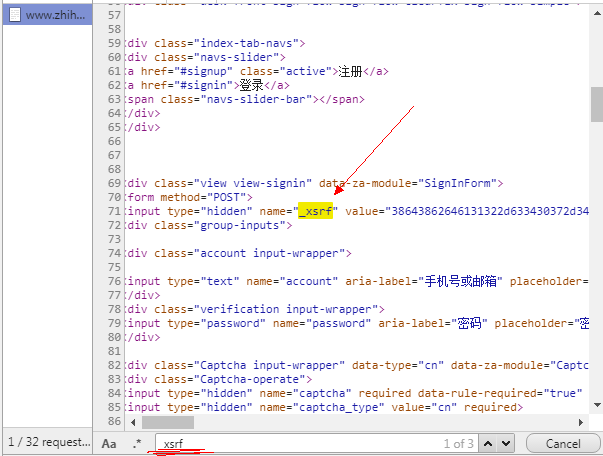 www.zhih...
57
58
59 div class="index-tab-navs">
60 div class="navs-slider">
61 a href="#signup" class="active">注册</a>
62 a href="#signin">登录</a>
63 span class="navs-slider-bar"></span>
64 /div>
65 /div>
66
67
68
69 div class="view view-signin" data-za-module="SignInForm">
70 form method="POST">
71 input type="hidden" name="_xsrf" value="38643862646131322d633430372d34
72 div class="group-inputs">
73
74 div class="account input-wrapper">
75
76 input type="text" name="account" aria-label="手机号或邮箱" placeholder=
77 /div>
78 div class="verification input-wrapper">
79 input type="password" name="password" aria-label="密码" placeholder="密
80 /div>
81
82 div class="Captcha input-wrapper" data-type="cn" data-za-module="Captc
83 div class="Captcha-operate">
84 input type="hidden" name="captcha" required data-rule-required="true"
85 input type="hidden" name="captcha_type" value="cn" required>
86
1 / 32 request... Aa .* _xsrf 1 of 3 Cancel